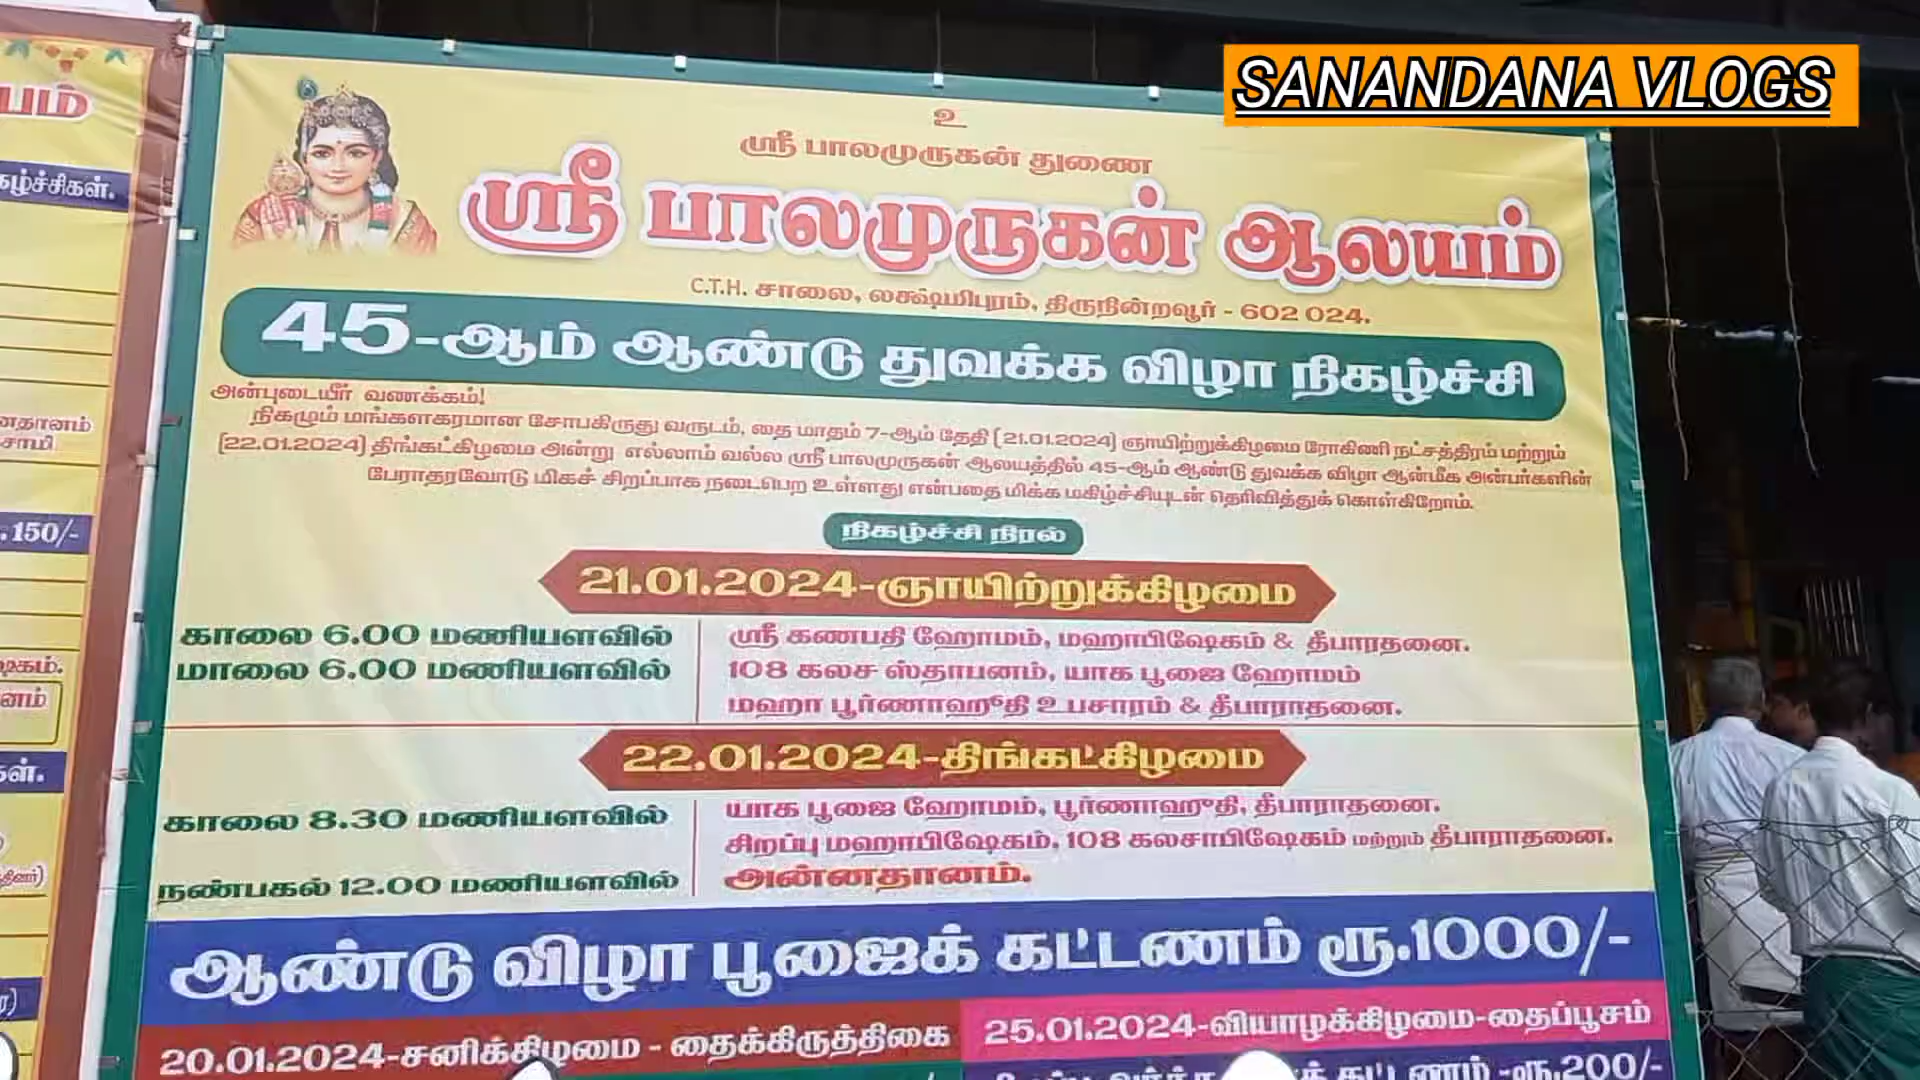 SANANDANA VLOGS
உ
ஸ்ரீ பாலமுருகன் துணை
ஸ்ரீ பாலமுருகன் ஆலயம்
C.T.H. சாலை, லக்ஷ்மிபுரம், திருநின்றவூர் - 602 024.
45-ஆம் ஆண்டு துவக்க விழா நிகழ்ச்சி
அன்புடையீர் வணக்கம்!
நிகழும் மங்களகரமான சோபகிருது வருடம், தை மாதம் 7-ஆம் தேதி (21.01.2024) ஞாயிற்றுக்கிழமை ரோகிணி நட்சத்திரம் மற்றும்
(22.01.2024) திங்கட்கிழமை அன்று எல்லாம் வல்ல ஸ்ரீ பாலமுருகன் ஆலயத்தில் 45-ஆம் ஆண்டு துவக்க விழா ஆன்மீக அன்பர்களின்
பேராதரவோடு மிகச் சிறப்பாக நடைபெற உள்ளது என்பதை மிக்க மகிழ்ச்சியுடன் தெரிவித்துக் கொள்கிறோம்.
நிகழ்ச்சி நிரல்
21.01.2024-ஞாயிற்றுக்கிழமை
காலை 6.00 மணியளவில் ஸ்ரீ கணபதி ஹோமம், மஹாபிஷேகம் & தீபாரதனை.
மாலை 6.00 மணியளவில் 108 கலச ஸ்தாபனம், யாக பூஜை ஹோமம்
மஹா பூர்ணாஹூதி உபசாரம் & தீபாராதனை.
22.01.2024-திங்கட்கிழமை
காலை 8.30 மணியளவில் யாக பூஜை ஹோமம், பூர்ணாஹுதி, தீபாராதனை.
சிறப்பு மஹாபிஷேகம், 108 கலசாபிஷேகம் மற்றும் தீபாராதனை.
நண்பகல் 12.00 மணியளவில் அன்னதானம்.
ஆண்டு விழா பூஜைக் கட்டணம் ரூ.1000/-
20.01.2024-சனிக்கிழமை - தைக்கிருத்திகை
25.01.2024-வியாழக்கிழமை-தைப்பூசம்
கட்டணம் -ரூ.200/-
150/-